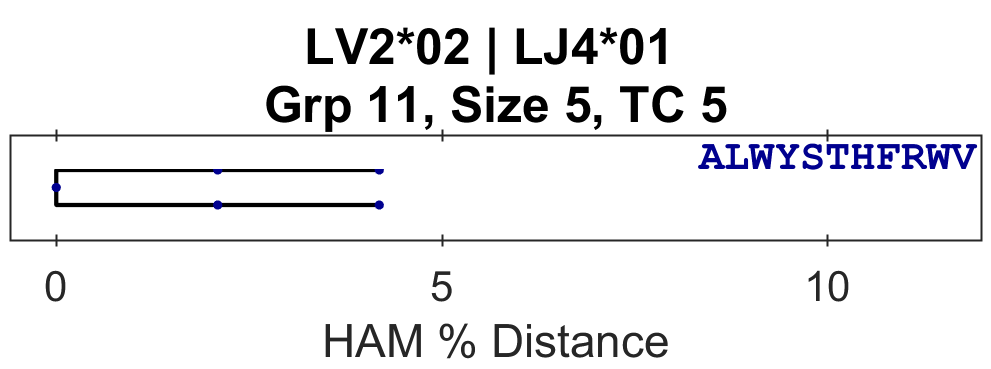 LV2*02 | LJ4*01
Grp 11, Size 5, TC 5
ALWYSTHFRWV
0 5 10
HAM % Distance